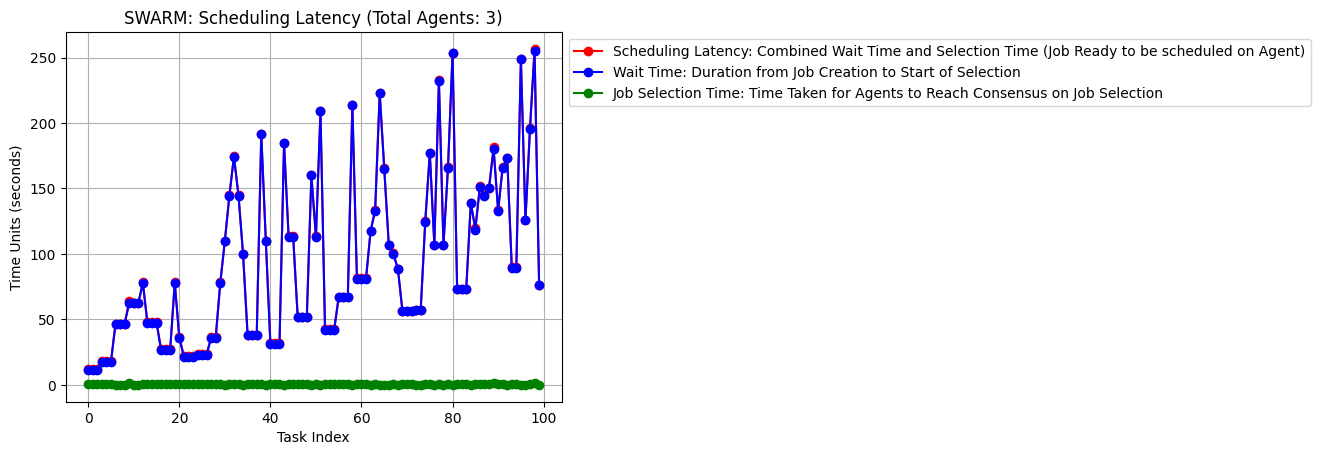 SWARM: Scheduling Latency (Total Agents: 3)
Scheduling Latency: Combined Wait Time and Selection Time (Job Ready to be scheduled on Agent)
Wait Time: Duration from Job Creation to Start of Selection
Job Selection Time: Time Taken for Agents to Reach Consensus on Job Selection
Time Units (seconds)
250
200
150
100
50
0
0 20 40 60 80 100
Task Index